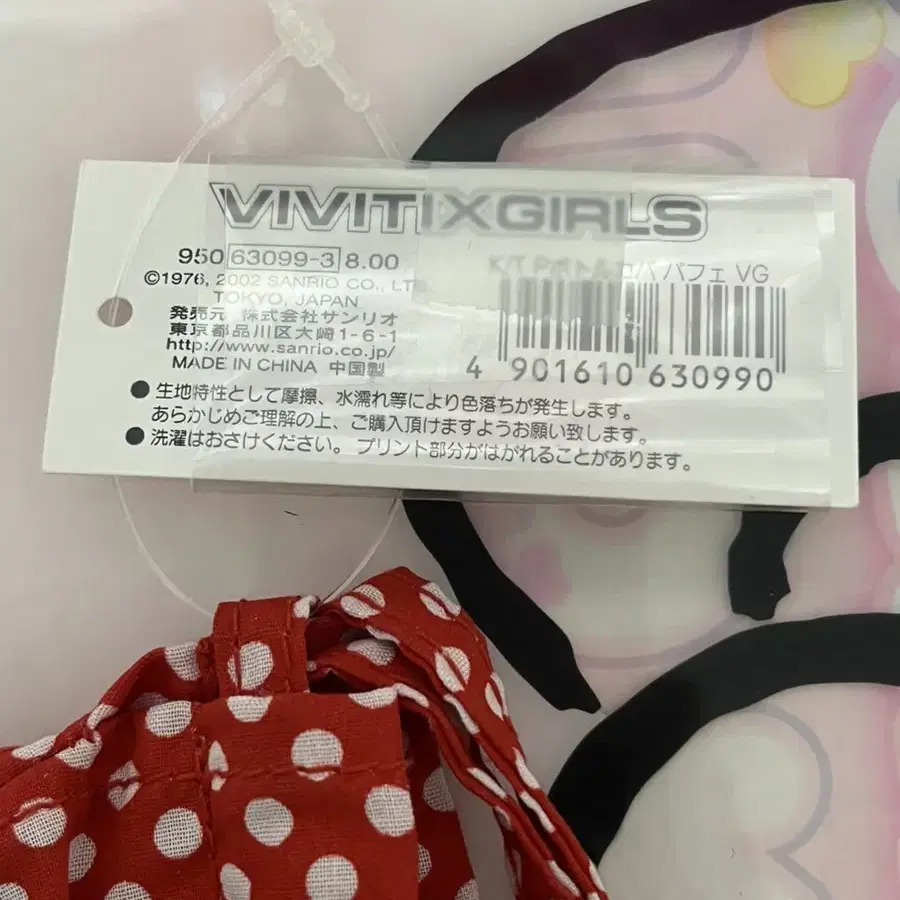 VIVITIXGIRLS
950 63099-3 8.00
パフェ VG
©1976, 2002 SANRIO CO., LT
TOKYO, JAPAN
発売元 株式会社サンリオ
東京都品川区大崎1-6-1
http://www.sanrio.co.jp/
MADE IN CHINA 中国製
4 901610 630990
●生地特性として摩擦、水濡れ等により色落ちが発生します。
あらかじめご理解の上、ご購入頂けますようお願い致します。
●洗濯はおさけください。プリント部分がはがれることがあります。